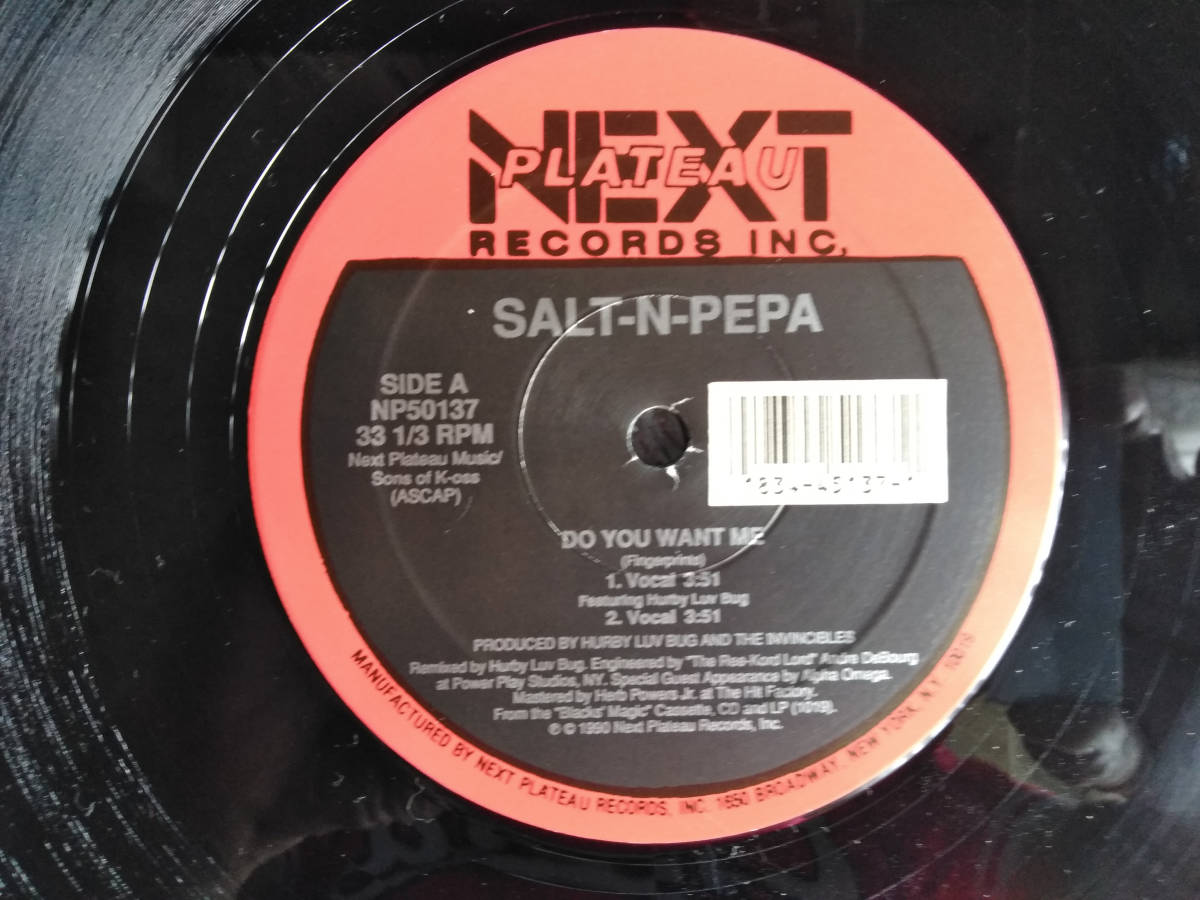 NEXT
PLATEAU
RECORDS INC.
SALT-N-PEPA
SIDE A
NP50137
33 1/3 RPM
Next Plateau Music/
Sons of K-oss
(ASCAP)
1034-45137-1
DO YOU WANT ME
(Fingerprints)
1. Vocal 3:51
Featuring Hurby Luv Bug
2. Vocal 3:51
PRODUCED BY HURBY LUV BUG AND THE INVINCIBLES
Remixed by Hurby Luv Bug. Engineered by "The Ree-Kord Lord" Andre DeBourg
at Power Play Studios, NY. Special Guest Appearance by Alpha Omega.
Mastered by Herb Powers Jr. at The Hit Factory.
From the "Blacks' Magic" Cassette, CD and LP (1019).
℗ © 1990 Next Plateau Records, Inc.
MANUFACTURED BY NEXT PLATEAU RECORDS, INC. 1650 BROADWAY, NEW YORK, N.Y. 10019